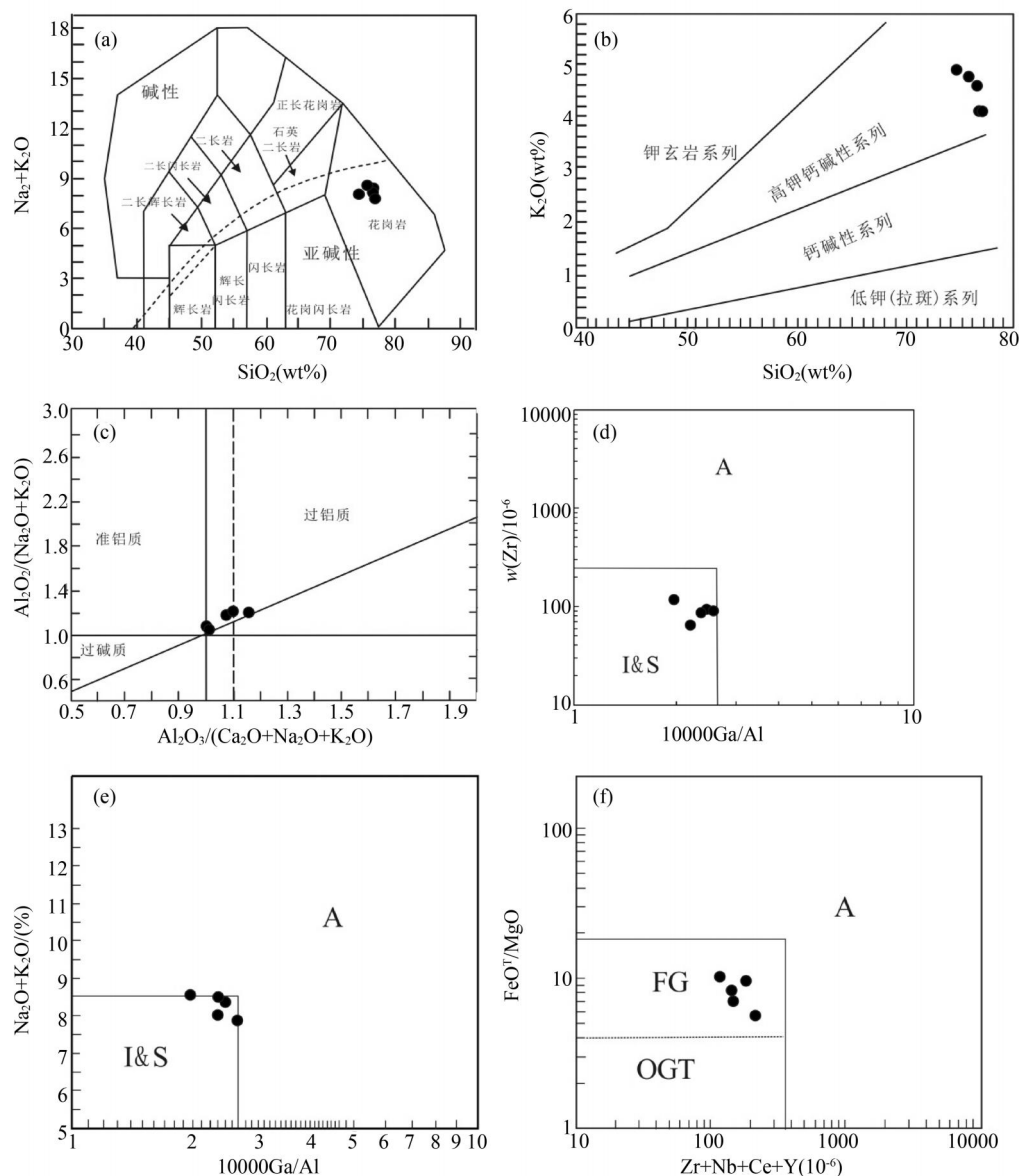 (a)
18
15
12
9
6
3
0
Na₂+K₂O
碱性
正长花岗岩
石英
二长岩
二长岩
二长闪长岩
二长辉长岩
花岗岩
亚碱性
闪长岩
辉长
闪长岩
辉长岩
花岗闪长岩
30 40 50 60 70 80 90
SiO₂(wt%)
(b)
6
5
4
3
2
1
0
K₂O(wt%)
钾玄岩系列
高钾钙碱性系列
钙碱性系列
低钾(拉斑)系列
40 50 60 70 80
SiO₂(wt%)
(c)
3.0
2.6
2.2
1.8
1.4
1.0
0.6
Al₂O₂/(Na₂O+K₂O)
准铝质
过铝质
过碱质
0.5 0.7 0.9 1.1 1.3 1.5 1.7 1.9
Al₂O₃/(Ca₂O+Na₂O+K₂O)
(d)
10000
1000
100
10
w(Zr)/10⁻⁶
A
I&S
1 10
10000Ga/Al
(e)
13
12
11
10
9
8
7
6
5
Na₂O+K₂O/(%)
A
I&S
1 2 3 4 5 6 7 8 9 10
10000Ga/Al
(f)
100
10
1
FeOᵀ/MgO
A
FG
OGT
10 100 1000 10000
Zr+Nb+Ce+Y(10⁻⁶)